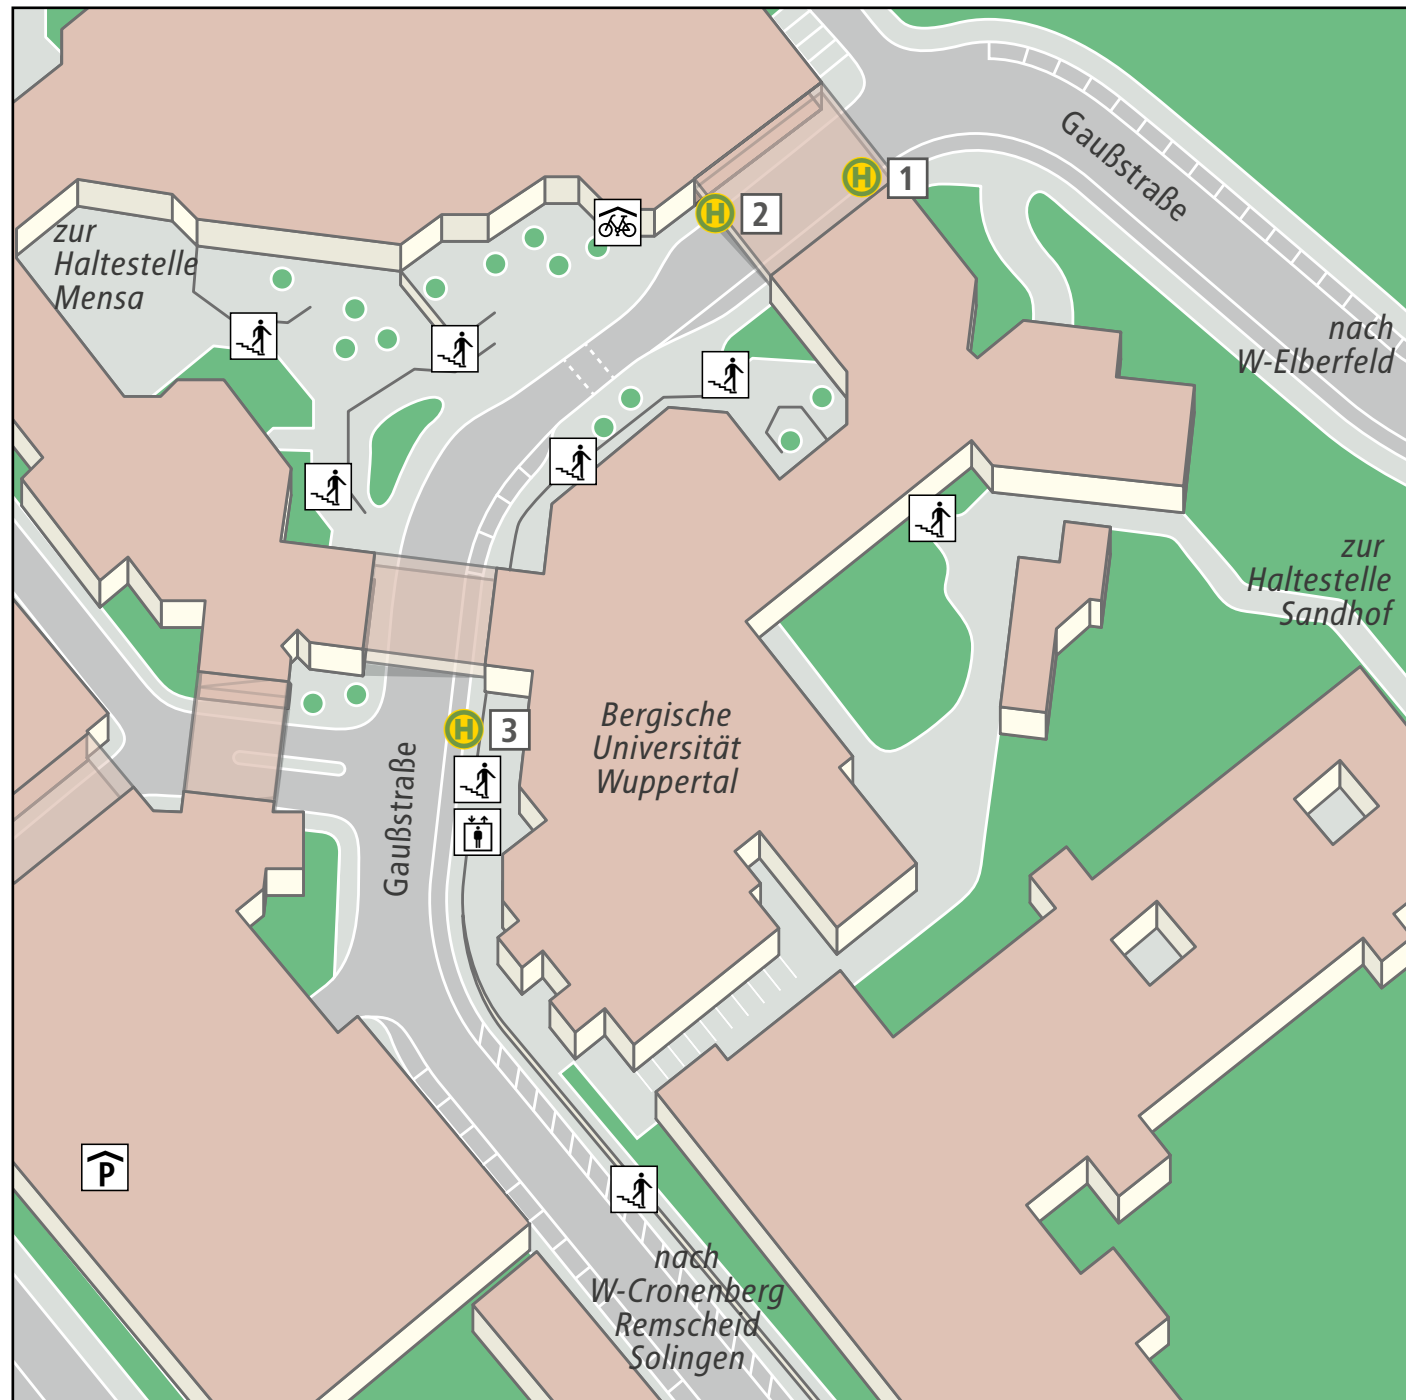 Gaußstraße
H 1
H 2
zur
Haltestelle
Mensa
nach
W-Elberfeld
zur
Haltestelle
Sandhof
Bergische
Universität
Wuppertal
H 3
Gaußstraße
P
nach
W-Cronenberg
Remscheid
Solingen